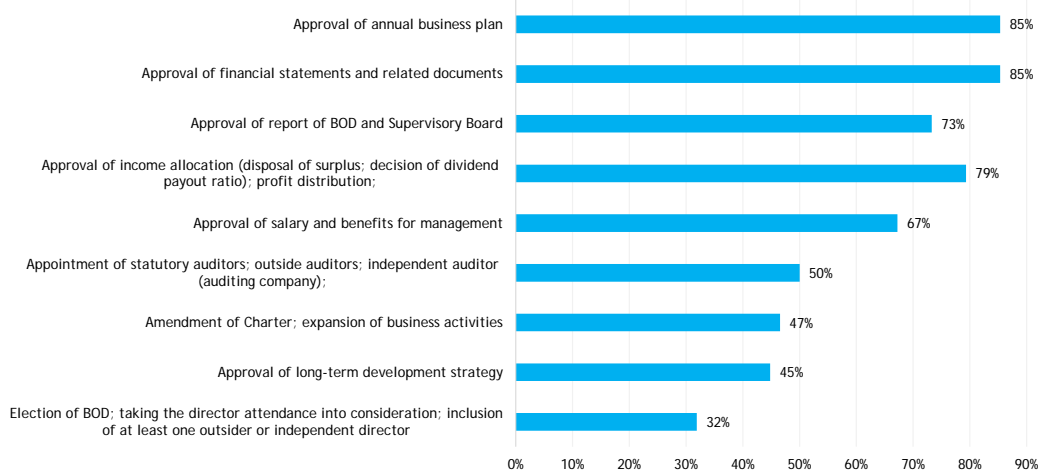 Approval of annual business plan
85%
Approval of financial statements and related documents
85%
Approval of report of BOD and Supervisory Board
73%
Approval of income allocation (disposal of surplus; decision of dividend
payout ratio); profit distribution;
79%
Approval of salary and benefits for management
67%
Appointment of statutory auditors; outside auditors; independent auditor
(auditing company);
50%
Amendment of Charter; expansion of business activities
47%
Approval of long-term development strategy
45%
Election of BOD; taking the director attendance into consideration; inclusion
of at least one outsider or independent director
32%
0% 10% 20% 30% 40% 50% 60% 70% 80% 90%